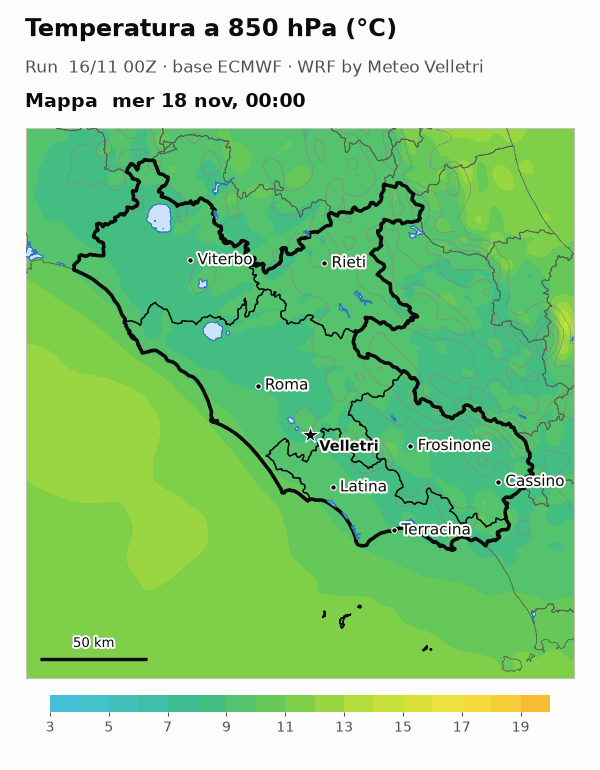 Temperatura a 850 hPa (°C)
Run  16/11 00Z · base ECMWF · WRF by Meteo Velletri
Mappa  mer 18 nov, 00:00
Viterbo
Rieti
Roma
Velletri
Frosinone
Cassino
Latina
Terracina
50 km
3 5 7 9 11 13 15 17 19